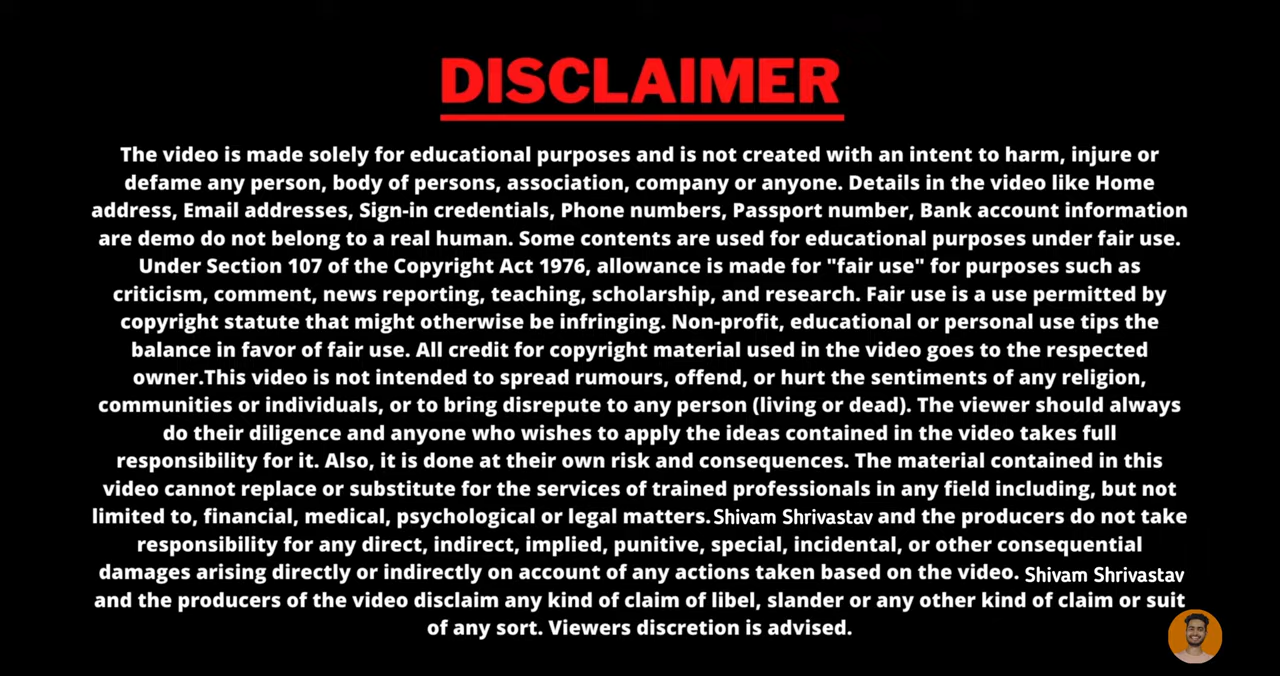 DISCLAIMER
The video is made solely for educational purposes and is not created with an intent to harm, injure or
defame any person, body of persons, association, company or anyone. Details in the video like Home
address, Email addresses, Sign-in credentials, Phone numbers, Passport number, Bank account information
are demo do not belong to a real human. Some contents are used for educational purposes under fair use.
Under Section 107 of the Copyright Act 1976, allowance is made for "fair use" for purposes such as
criticism, comment, news reporting, teaching, scholarship, and research. Fair use is a use permitted by
copyright statute that might otherwise be infringing. Non-profit, educational or personal use tips the
balance in favor of fair use. All credit for copyright material used in the video goes to the respected
owner.This video is not intended to spread rumours, offend, or hurt the sentiments of any religion,
communities or individuals, or to bring disrepute to any person (living or dead). The viewer should always
do their diligence and anyone who wishes to apply the ideas contained in the video takes full
responsibility for it. Also, it is done at their own risk and consequences. The material contained in this
video cannot replace or substitute for the services of trained professionals in any field including, but not
limited to, financial, medical, psychological or legal matters. Shivam Shrivastav and the producers do not take
responsibility for any direct, indirect, implied, punitive, special, incidental, or other consequential
damages arising directly or indirectly on account of any actions taken based on the video. Shivam Shrivastav
and the producers of the video disclaim any kind of claim of libel, slander or any other kind of claim or suit
of any sort. Viewers discretion is advised.